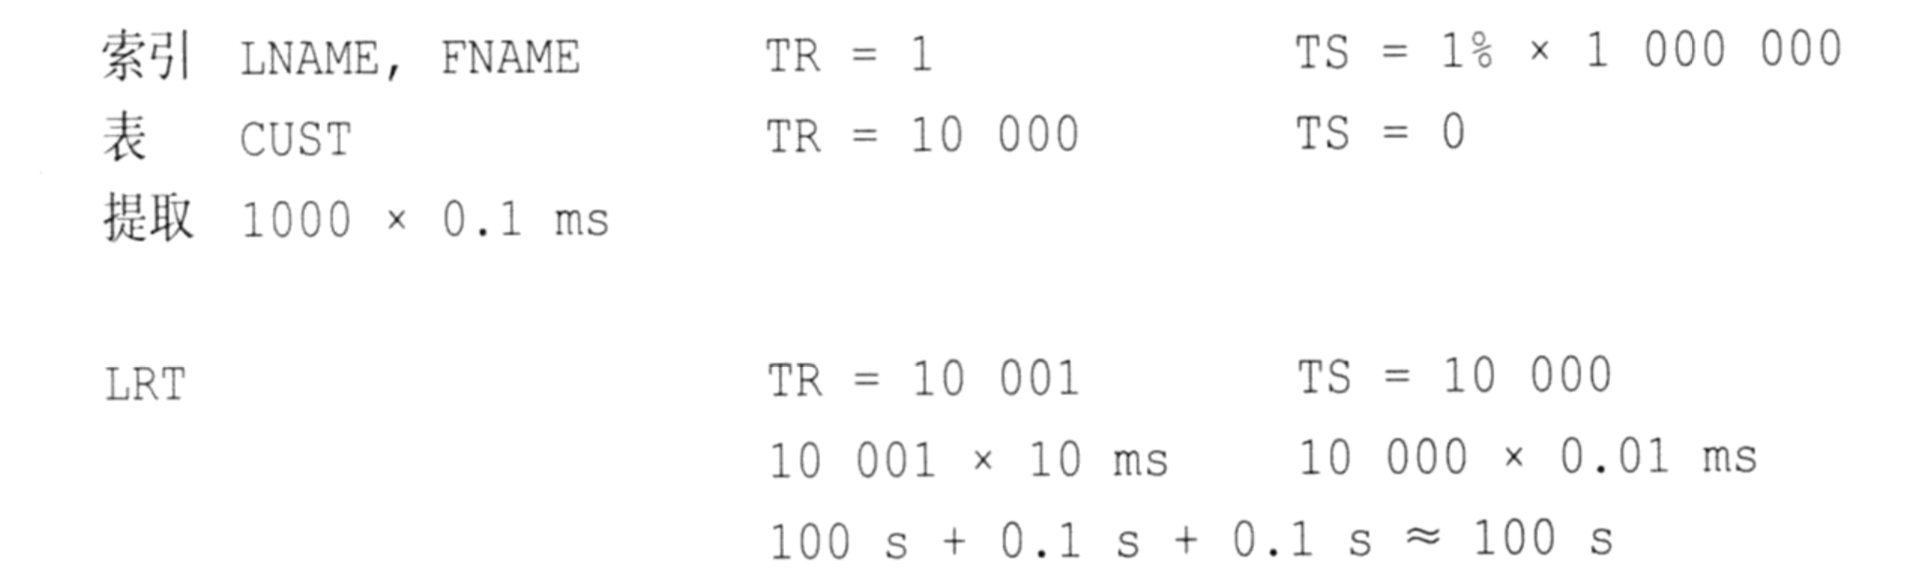 索引 LNAME, FNAME TR = 1 TS = 1% × 1 000 000
表 CUST TR = 10 000 TS = 0
提取 1000 × 0.1 ms
LRT TR = 10 001 TS = 10 000
10 001 × 10 ms 10 000 × 0.01 ms
100 s + 0.1 s + 0.1 s ≈ 100 s